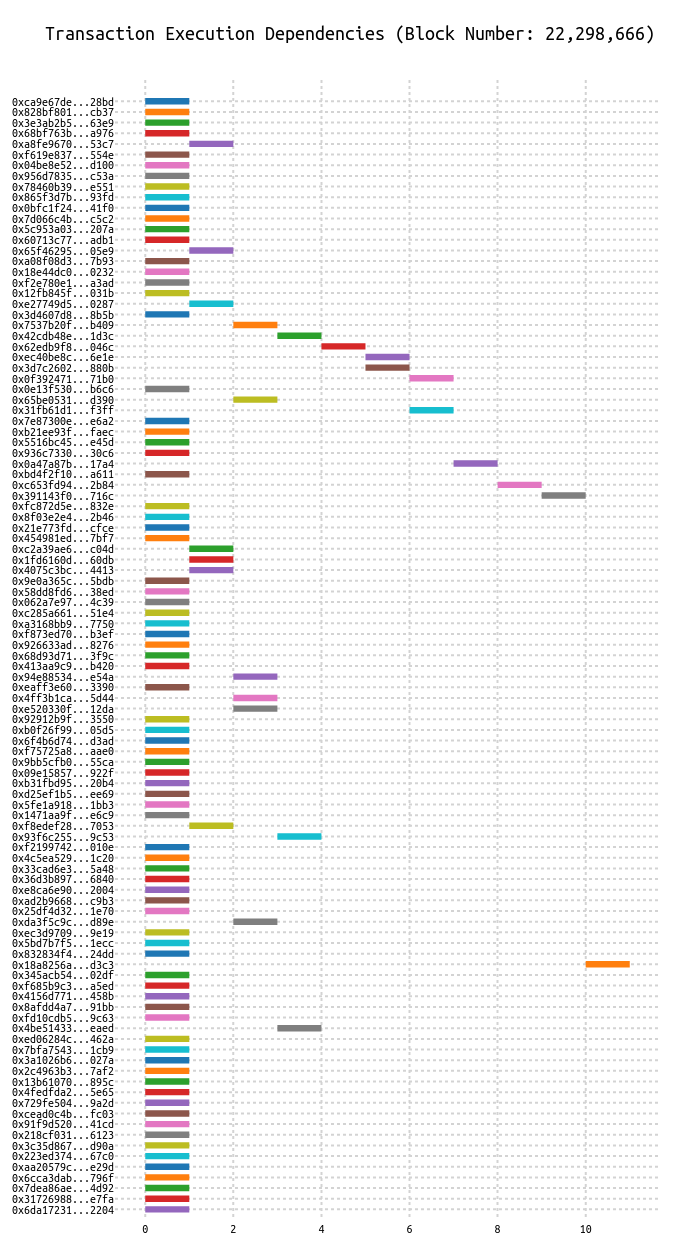 Transaction Execution Dependencies (Block Number: 22,298,666)
0xca9e67de...28bd
0x828bf801...cb37
0x3e3ab2b5...63e9
0x68bf763b...a976
0xa8fe9670...53c7
0xf619e837...554e
0x04be8e52...d100
0x956d7835...c53a
0x78460b39...e551
0x865f3d7b...93fd
0x0bfc1f24...41f0
0x7d066c4b...c5c2
0x5c953a03...207a
0x60713c77...adb1
0x65f46295...05e9
0xa08f08d3...7b93
0x18e44dc0...0232
0xf2e780e1...a3ad
0x12fb845f...031b
0xe27749d5...0287
0x3d4607d8...8b5b
0x7537b20f...b409
0x42cdb48e...1d3c
0x62edb9f8...046c
0xec40be8c...6e1e
0x3d7c2602...880b
0x0f392471...71b0
0x0e13f530...b6c6
0x65be0531...d390
0x31fb61d1...f3ff
0x7e87300e...e6a2
0xb21ee93f...faec
0x5516bc45...e45d
0x936c7330...30c6
0x0a47a87b...17a4
0xbd4f2f10...a611
0xc653fd94...2b84
0x391143f0...716c
0xfc872d5e...832e
0x8f03e2e4...2b46
0x21e773fd...cfce
0x454981ed...7bf7
0xc2a39ae6...c04d
0x1fd6160d...60db
0x4075c3bc...4413
0x9e0a365c...5bdb
0x58dd8fd6...38ed
0x062a7e97...4c39
0xc285a661...51e4
0xa3168bb9...7750
0xf873ed70...b3ef
0x926633ad...8276
0x68d93d71...3f9c
0x413aa9c9...b420
0x94e88534...e54a
0xeaff3e60...3390
0x4ff3b1ca...5d44
0xe520330f...12da
0x92912b9f...3550
0xb0f26f99...05d5
0x6f4b6d74...d3ad
0xf75725a8...aae0
0x9bb5cfb0...55ca
0x09e15857...922f
0xb31fbd95...20b4
0xd25ef1b5...ee69
0x5fe1a918...1bb3
0x1471aa9f...e6c9
0xf8edef28...7053
0x93f6c255...9c53
0xf2199742...010e
0x4c5ea529...1c20
0x33cad6e3...5a48
0x36d3b897...6840
0xe8ca6e90...2004
0xad2b9668...c9b3
0x25df4d32...1e70
0xda3f5c9c...d89e
0xec3d9709...9e19
0x5bd7b7f5...1ecc
0x832834f4...24dd
0x18a8256a...d3c3
0x345acb54...02df
0xf685b9c3...a5ed
0x4156d771...458b
0x8afdd4a7...91bb
0xfd10cdb5...9c63
0x4be51433...eaed
0xed06284c...462a
0x7bfa7543...1cb9
0x3a1026b6...027a
0x2c4963b3...7af2
0x13b61070...895c
0x4fedfda2...5e65
0x729fe504...9a2d
0xcead0c4b...fc03
0x91f9d520...41cd
0x218cf031...6123
0x3c35d867...d90a
0x223ed374...67c0
0xaa20579c...e29d
0x6cca3dab...796f
0x7dea86ae...4d92
0x31726988...e7fa
0x6da17231...2204
0 2 4 6 8 10